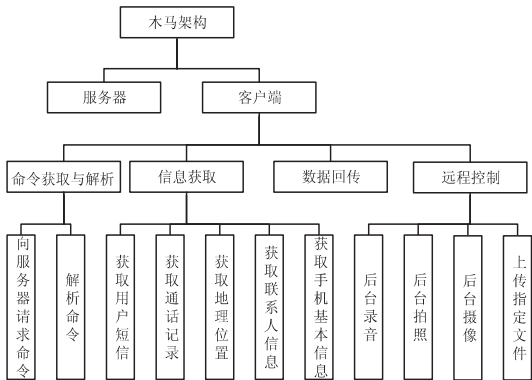 木马架构
服务器
客户端
命令获取与解析
信息获取
数据回传
远程控制
向服务器请求命令
解析命令
获取用户短信
获取通话记录
获取地理位置
获取联系人信息
获取手机基本信息
后台录音
后台拍照
后台摄像
上传指定文件